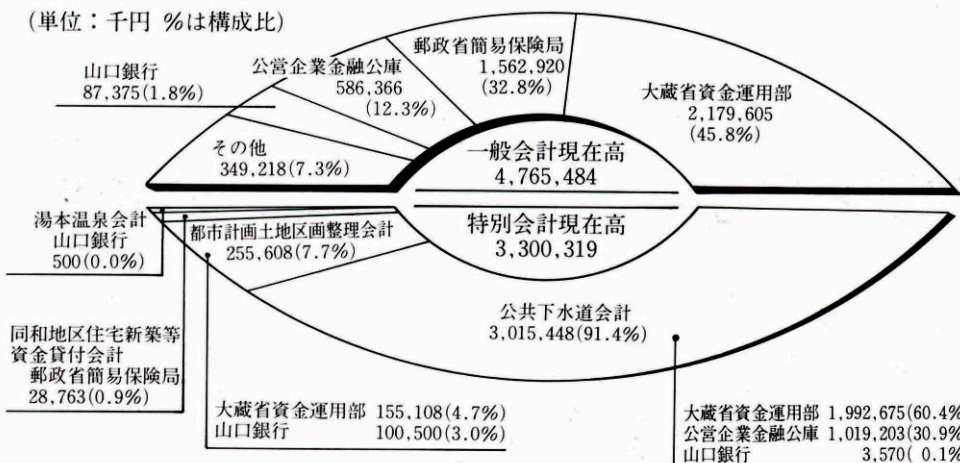 (単位：千円 %は構成比)
山口銀行
87,375(1.8%)
公営企業金融公庫
586,366
(12.3%)
郵政省簡易保険局
1,562,920
(32.8%)
大蔵省資金運用部
2,179,605
(45.8%)
その他
349,218(7.3%)
一般会計現在高
4,765,484
特別会計現在高
3,300,319
湯本温泉会計
山口銀行
500(0.0%)
都市計画土地区画整理会計
255,608(7.7%)
公共下水道会計
3,015,448(91.4%)
同和地区住宅新築等
資金貸付会計
郵政省簡易保険局
28,763(0.9%)
大蔵省資金運用部 155,108(4.7%)
山口銀行 100,500(3.0%)
大蔵省資金運用部 1,992,675(60.4%
公営企業金融公庫 1,019,203(30.9%
山口銀行 3,570( 0.1%